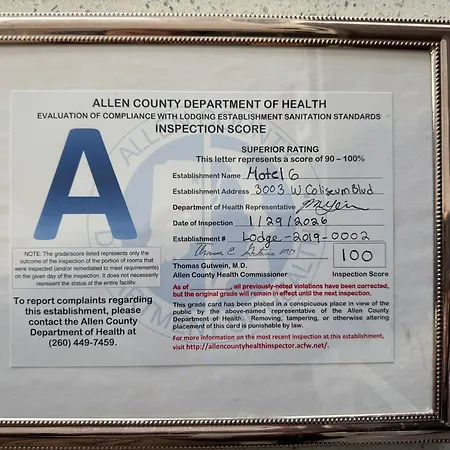 ALLEN COUNTY DEPARTMENT OF HEALTH
EVALUATION OF COMPLIANCE WITH LODGING ESTABLISHMENT SANITATION STANDARDS
INSPECTION SCORE
A
SUPERIOR RATING
This letter represents a score of 90 – 100%
Establishment Name Motel 6
Establishment Address 3003 W Coliseum Blvd
Department of Health Representative
Date of Inspection 1/29/2026
Establishment # Lodge-2019-0002
100
Thomas Gutwein, M.D.
Allen County Health Commissioner
Inspection Score
NOTE: The grade/score listed represents only the
outcome of the inspection of the portion of rooms that
were inspected (and/or remediated to meet requirements)
on the given day of the inspection. It does not necessarily
represent the status of the entire facility.
To report complaints regarding
this establishment, please
contact the Allen County
Department of Health at
(260) 449-7459.
As of , all previously-noted violations have been corrected,
but the original grade will remain in effect until the next inspection.
This grade card has been placed in a conspicuous place in view of the
public by the above-named representative of the Allen County
Department of Health. Removing, tampering, or otherwise altering
placement of this card is punishable by law.
For more information on the most recent inspection at this establishment,
visit http://allencountyhealthinspector.acfw.net/.